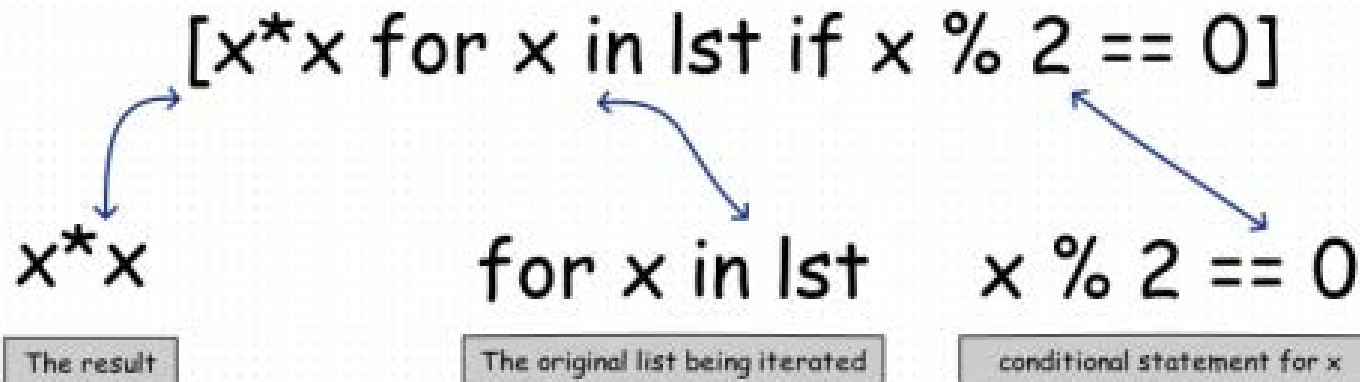 [x*x for x in lst if x % 2 == 0]
x*x
for x in lst
x % 2 == 0
The result
The original list being iterated
conditional statement for x